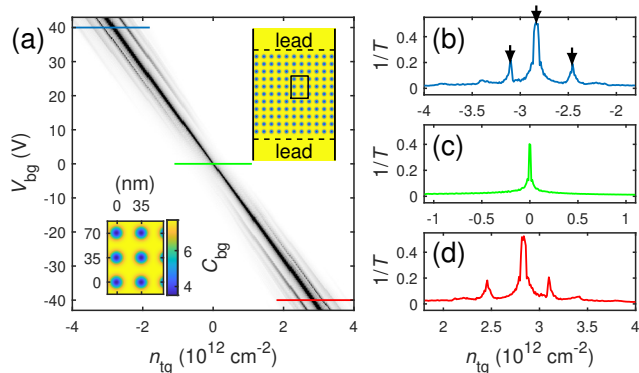 (a)
40
30
20
10
0
-10
-20
-30
-40
V_bg (V)
-4
-2
0
2
4
n_tg (10^12 cm^-2)
lead
lead
(nm)
0 35
70
35
0
6
4
C_bg
(b)
1/T
0.4
0.2
0
-4 -3.5 -3 -2.5 -2
(c)
1/T
0.4
0.2
0
-1 -0.5 0 0.5 1
(d)
1/T
0.4
0.2
0
2 2.5 3 3.5 4
n_tg (10^12 cm^-2)